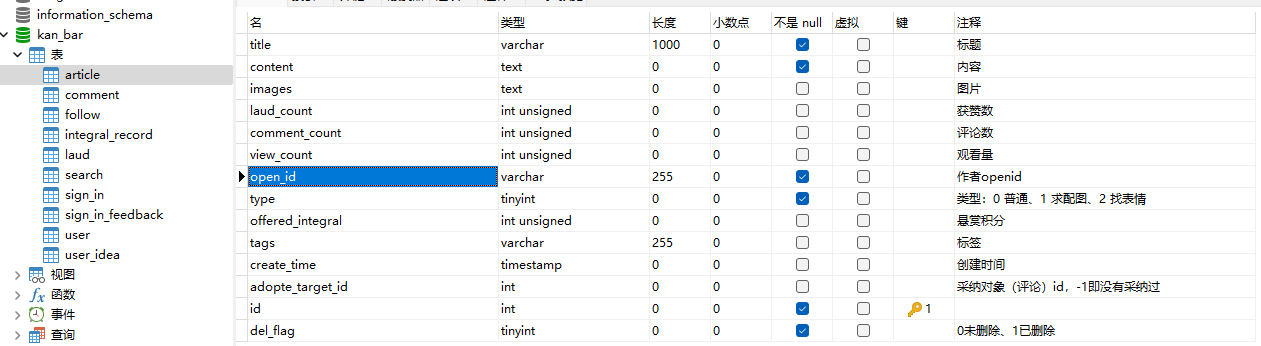 information_schema
kan_bar
表
article
comment
follow
integral_record
laud
search
sign_in
sign_in_feedback
user
user_idea
视图
函数
事件
查询
名 类型 长度 小数点 不是 null 虚拟 键 注释
title varchar 1000 0 标题
content text 0 0 内容
images text 0 0 图片
laud_count int unsigned 0 0 获赞数
comment_count int unsigned 0 0 评论数
view_count int unsigned 0 0 观看量
open_id varchar 255 0 作者openid
type tinyint 0 0 类型：0 普通、1 求配图、2 找表情
offered_integral int unsigned 0 0 悬赏积分
tags varchar 255 0 标签
create_time timestamp 0 0 创建时间
adopte_target_id int 0 0 采纳对象（评论）id，-1即没有采纳过
id int 0 0 1
del_flag tinyint 0 0 0未删除、1已删除